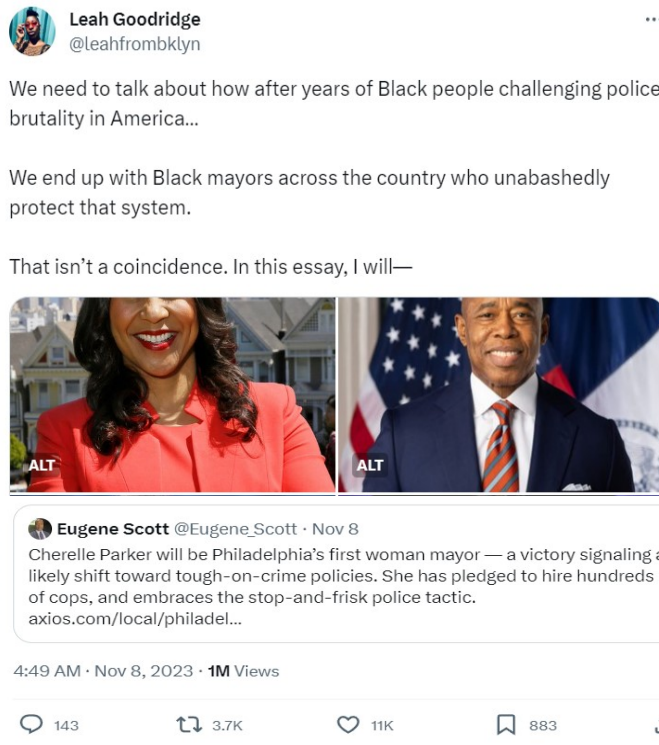 Leah Goodridge
@leahfrombklyn
We need to talk about how after years of Black people challenging police
brutality in America...
We end up with Black mayors across the country who unabashedly
protect that system.
That isn't a coincidence. In this essay, I will—
ALT
ALT
Eugene Scott @Eugene_Scott · Nov 8
Cherelle Parker will be Philadelphia's first woman mayor — a victory signaling a
likely shift toward tough-on-crime policies. She has pledged to hire hundreds
of cops, and embraces the stop-and-frisk police tactic.
axios.com/local/philadel...
4:49 AM · Nov 8, 2023 · 1M Views
143 3.7K 11K 883